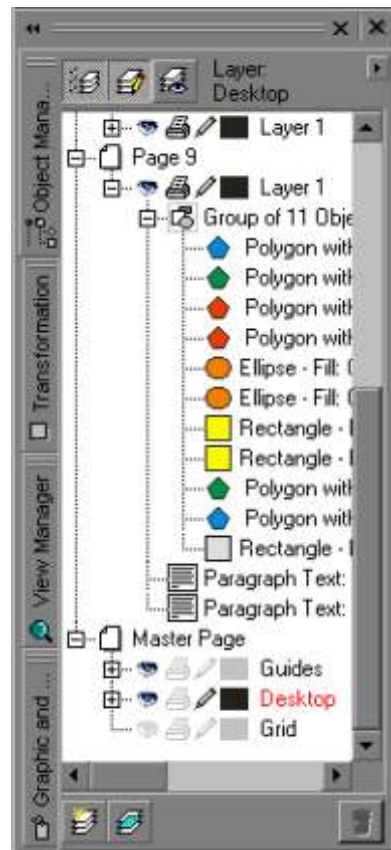 Layer:
Desktop
Object Mana...
Transformation
View Manager
Graphic and ...
Layer 1
Page 9
Layer 1
Group of 11 Obje
Polygon with
Polygon with
Polygon with
Polygon with
Ellipse - Fill: C
Ellipse - Fill: C
Rectangle - 
Rectangle - 
Polygon with
Polygon with
Rectangle - 
Paragraph Text:
Paragraph Text:
Master Page
Guides
Desktop
Grid